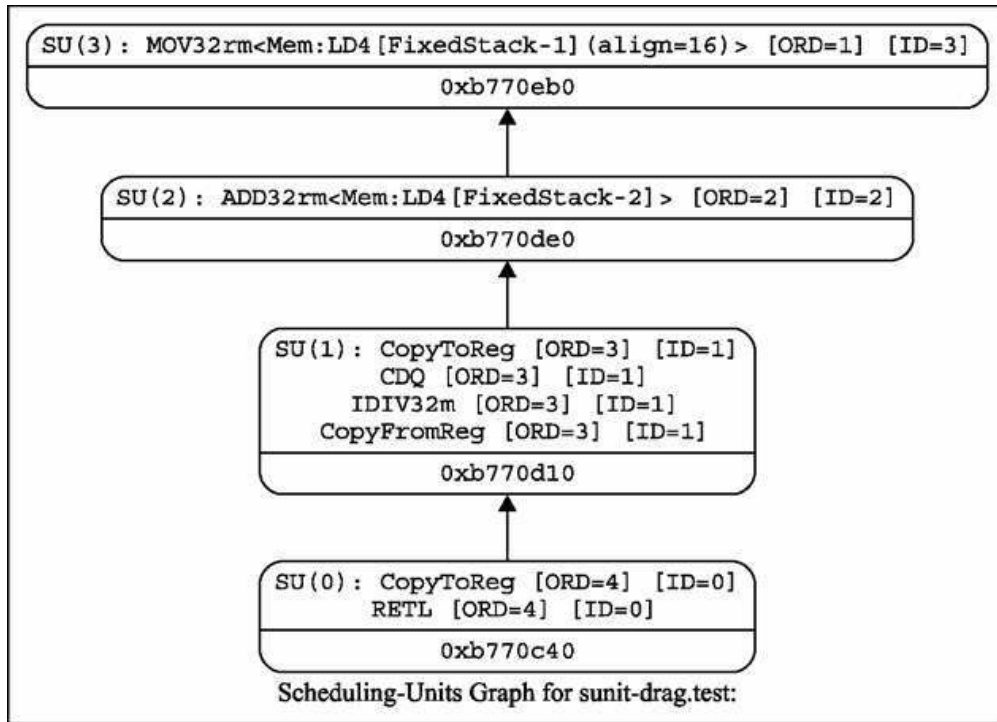 SU(3): MOV32rm<Mem:LD4[FixedStack-1](align=16)> [ORD=1] [ID=3]
0xb770eb0
SU(2): ADD32rm<Mem:LD4[FixedStack-2]> [ORD=2] [ID=2]
0xb770de0
SU(1): CopyToReg [ORD=3] [ID=1]
CDQ [ORD=3] [ID=1]
IDIV32m [ORD=3] [ID=1]
CopyFromReg [ORD=3] [ID=1]
0xb770d10
SU(0): CopyToReg [ORD=4] [ID=0]
RETL [ORD=4] [ID=0]
0xb770c40
Scheduling-Units Graph for sunit-drag.test: